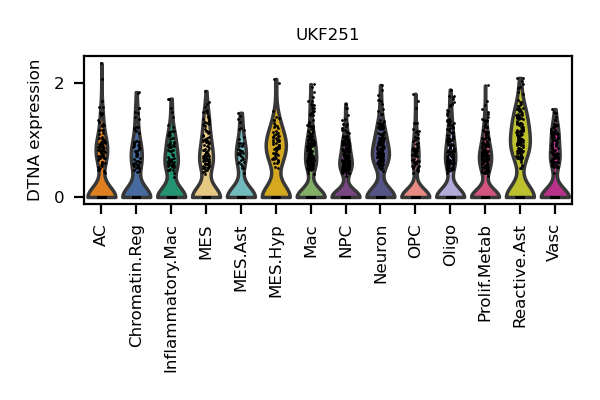 UKF251
DTNA expression
2
0
AC
Chromatin.Reg
Inflammatory.Mac
MES
MES.Ast
MES.Hyp
Mac
NPC
Neuron
OPC
Oligo
Prolif.Metab
Reactive.Ast
Vasc